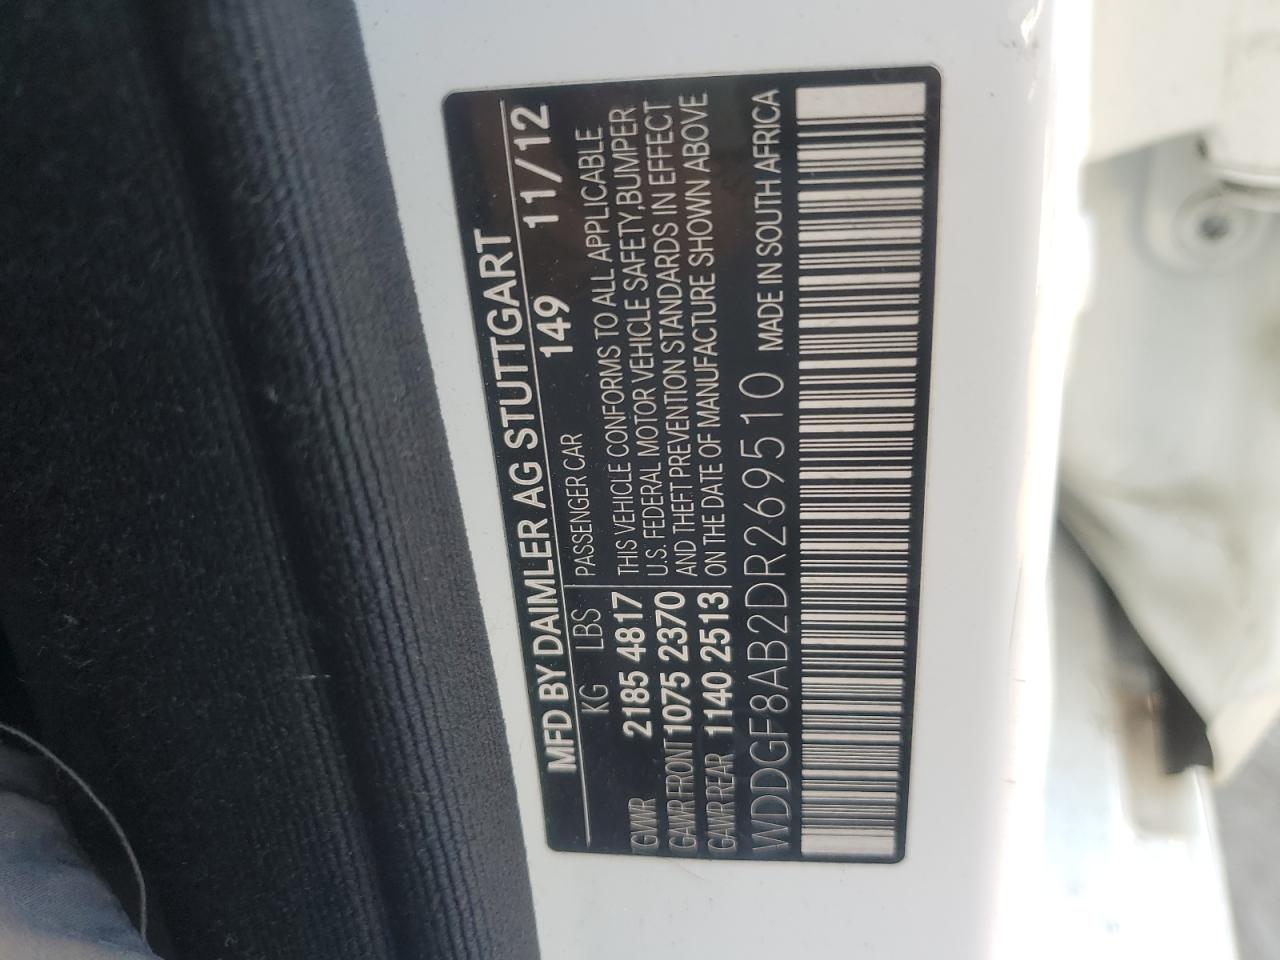 MFD BY DAIMLER AG STUTTGART
149 11/12
KG LBS PASSENGER CAR
GVWR 2185 4817 THIS VEHICLE CONFORMS TO ALL APPLICABLE
U.S. FEDERAL MOTOR VEHICLE SAFETY,BUMPER
GAWR FRONT 1075 2370 AND THEFT PREVENTION STANDARDS IN EFFECT
GAWR REAR 1140 2513 ON THE DATE OF MANUFACTURE SHOWN ABOVE
WDDGF8AB2DR269510 MADE IN SOUTH AFRICA